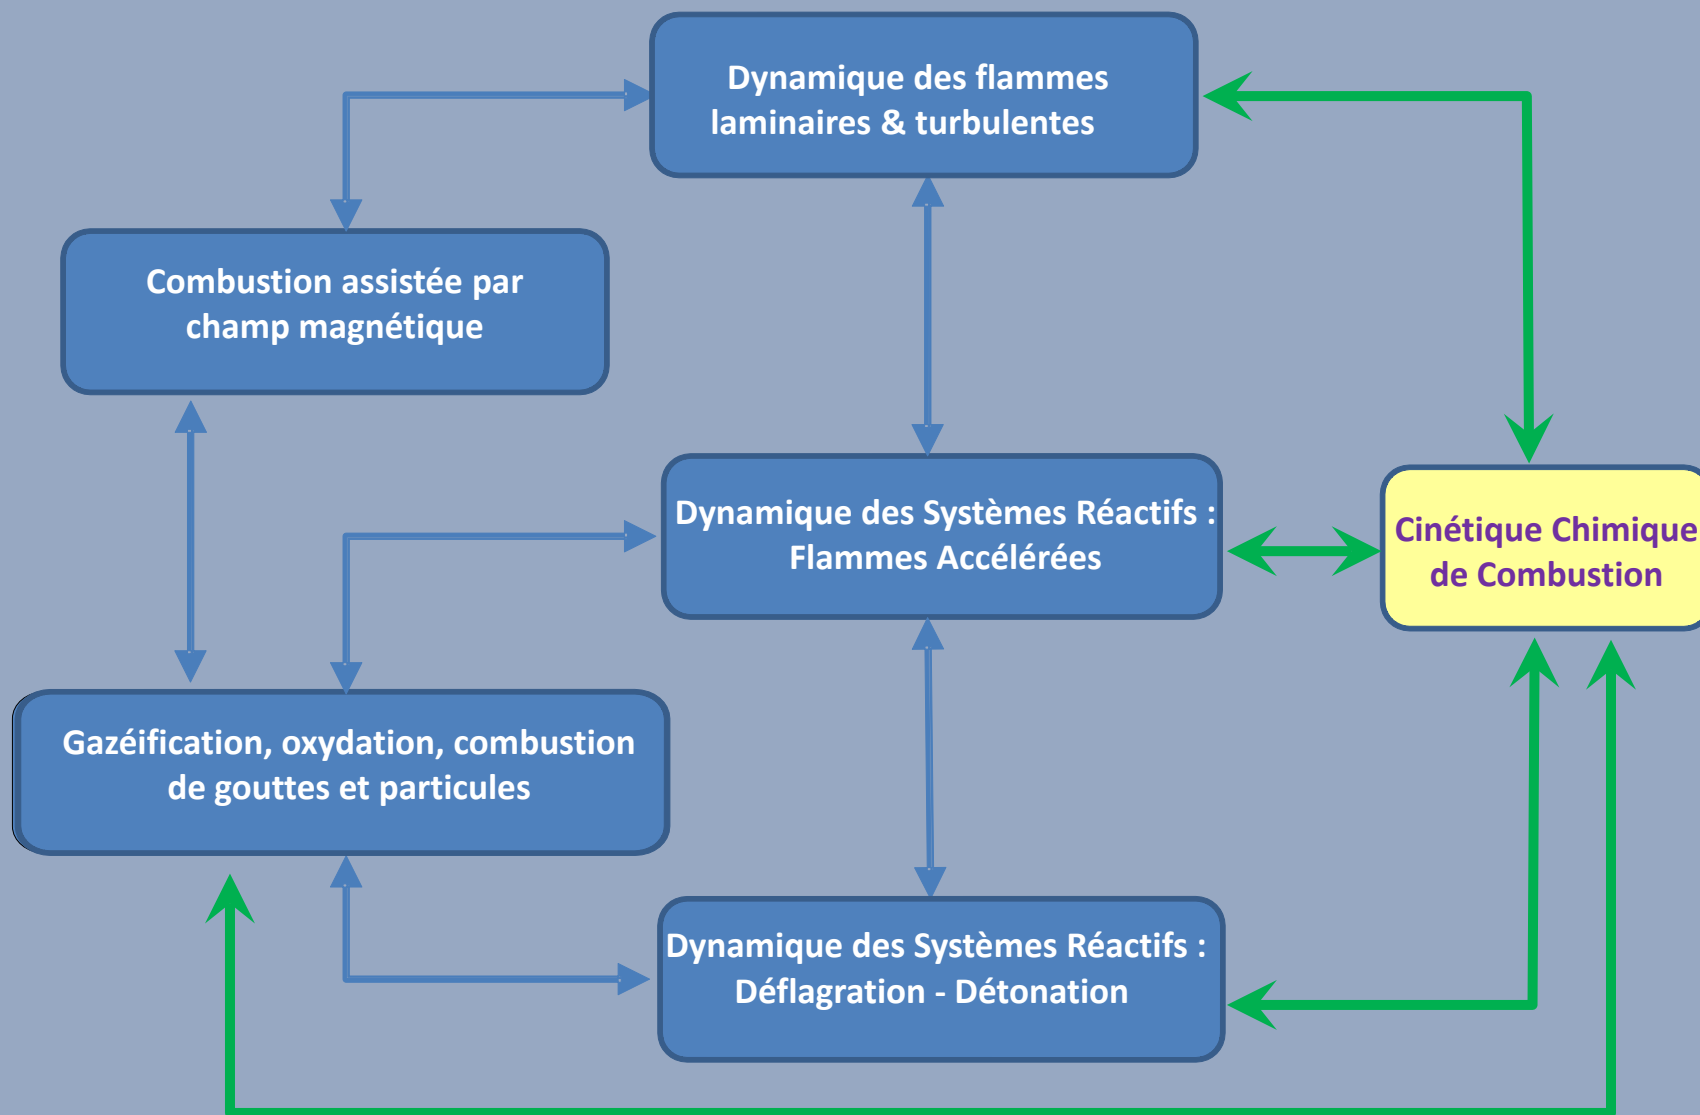 Dynamique des flammes
laminaires & turbulentes
Combustion assistée par
champ magnétique
Dynamique des Systèmes Réactifs :
Flammes Accélérées
Cinétique Chimique
de Combustion
Gazéification, oxydation, combustion
de gouttes et particules
Dynamique des Systèmes Réactifs :
Déflagration - Détonation